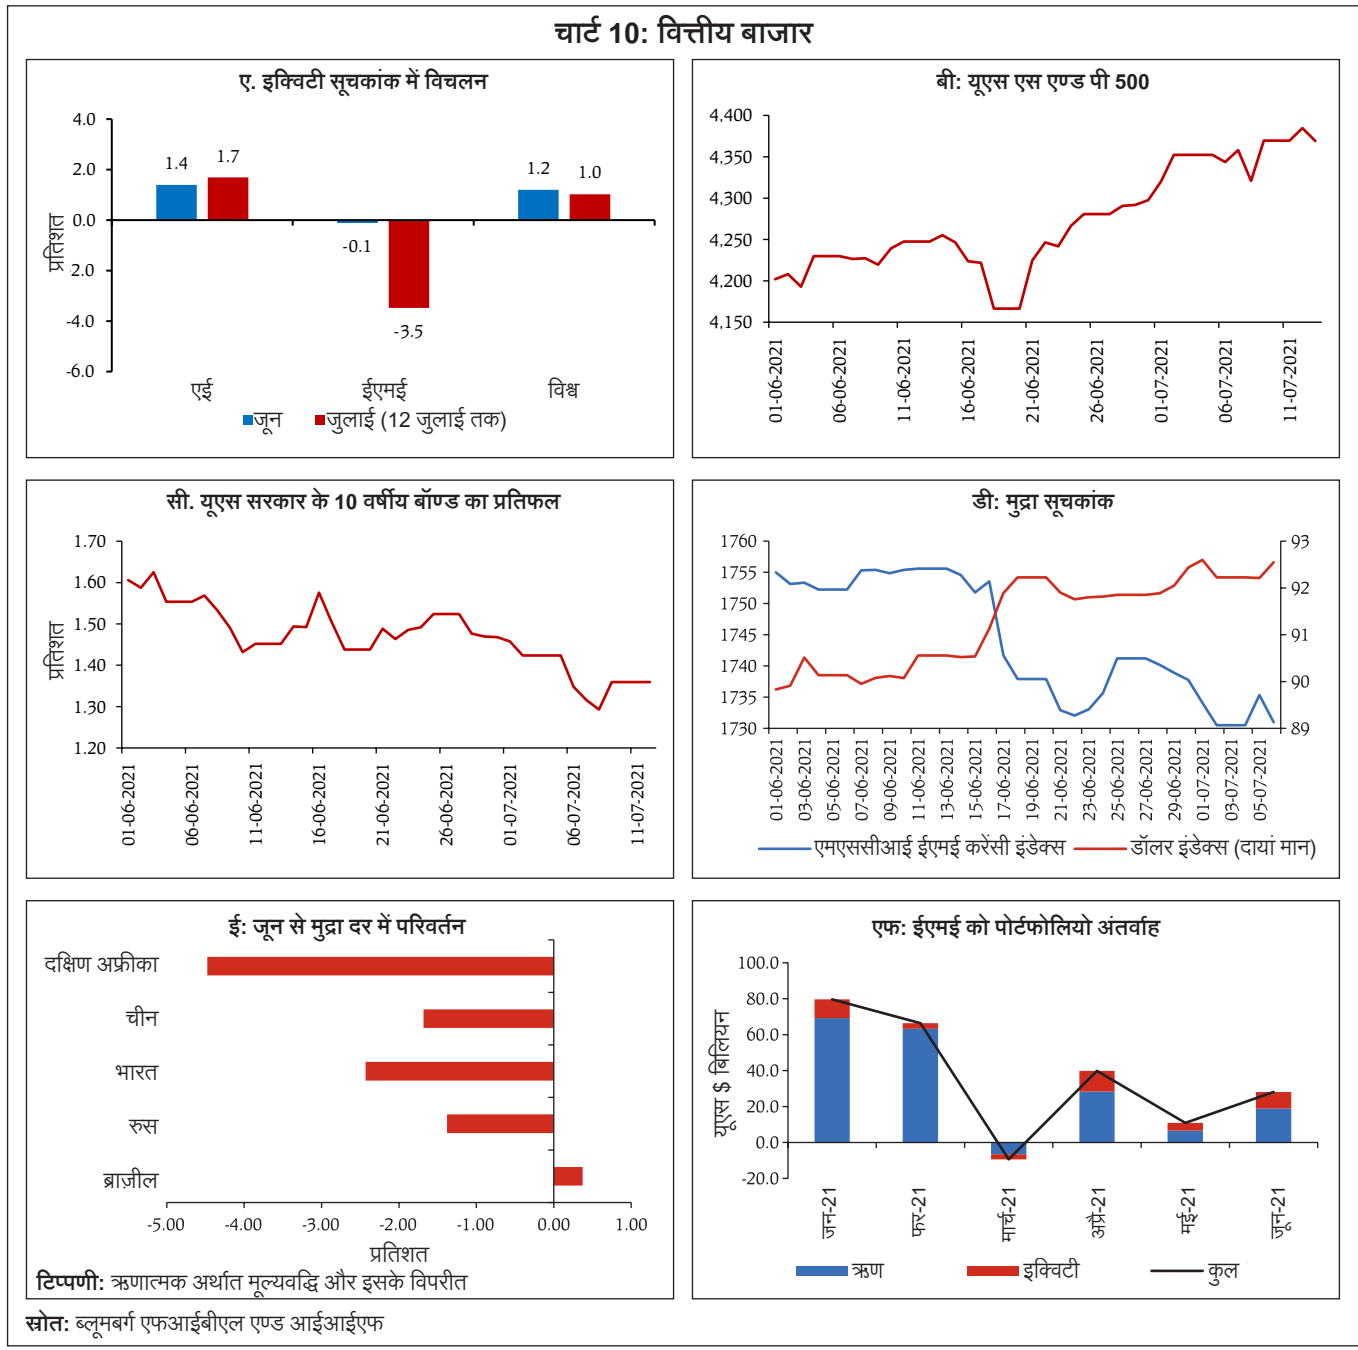 चार्ट 10: वित्तीय बाजार
ए. इक्विटी सूचकांक में विचलन
प्रतिशत
4.0
2.0
0.0
2.0
-4.0
-6.0
1.4
1.7
-0.1
-3.5
1.2
1.0
एई
ईएमई
विश्व
जून
जुलाई (12 जुलाई तक)
बी: यूएस एस एण्ड पी 500
4,400
4,350
4,300
4,250
4,200
4,150
01-06-2021
06-06-2021
11-06-2021
16-06-2021
21-06-2021
26-06-2021
01-07-2021
06-07-2021
11-07-2021
सी. यूएस सरकार के 10 वर्षीय बॉण्ड का प्रतिफल
प्रतिशत
1.70
1.60
1.50
1.40
1.30
1.20
01-06-2021
06-06-2021
11-06-2021
16-06-2021
21-06-2021
26-06-2021
01-07-2021
06-07-2021
11-07-2021
डी: मुद्रा सूचकांक
1760
1755
1750
1745
1740
1735
1730
93
92
91
90
89
01-06-2021
03-06-2021
05-06-2021
07-06-2021
09-06-2021
11-06-2021
13-06-2021
15-06-2021
17-06-2021
19-06-2021
21-06-2021
23-06-2021
25-06-2021
27-06-2021
29-06-2021
01-07-2021
03-07-2021
05-07-2021
एमएससीआई ईएमई करेंसी इंडेक्स
डॉलर इंडेक्स (दायां मान)
ई: जून से मुद्रा दर में परिवर्तन
दक्षिण अफ्रीका
चीन
भारत
रुस
ब्राज़ील
-5.00
-4.00
-3.00
-2.00
-1.00
0.00
1.00
प्रतिशत
टिप्पणी: ऋणात्मक अर्थात मूल्यवद्धि और इसके विपरीत
एफ: ईएमई को पोर्टफोलियो अंतर्वाह
यूएस $ बिलियन
100.0
80.0
60.0
40.0
20.0
0.0
-20.0
जन-21
फर-21
मार्च-21
अप्रै-21
मई-21
जून-21
ऋण
इक्विटी
कुल
स्रोत: ब्लूमबर्ग एफआईबीएल एण्ड आईआईएफ